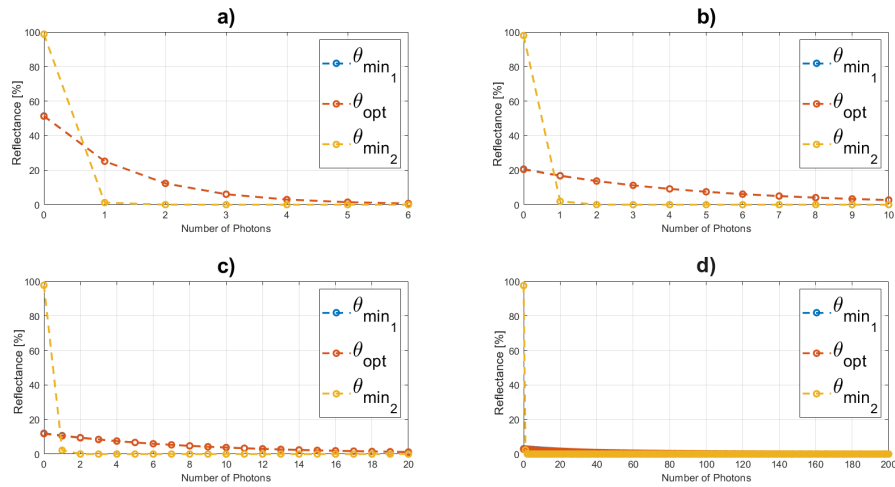 a)
Reflectance [%]
100
80
60
40
20
0
0 1 2 3 4 5 6
Number of Photons
θmin1
θopt
θmin2
b)
Reflectance [%]
100
80
60
40
20
0
0 1 2 3 4 5 6 7 8 9 10
Number of Photons
θmin1
θopt
θmin2
c)
Reflectance [%]
100
80
60
40
20
0
0 2 4 6 8 10 12 14 16 18 20
Number of Photons
θmin1
θopt
θmin2
d)
Reflectance [%]
100
80
60
40
20
0
0 20 40 60 80 100 120 140 160 180 200
Number of Photons
θmin1
θopt
θmin2